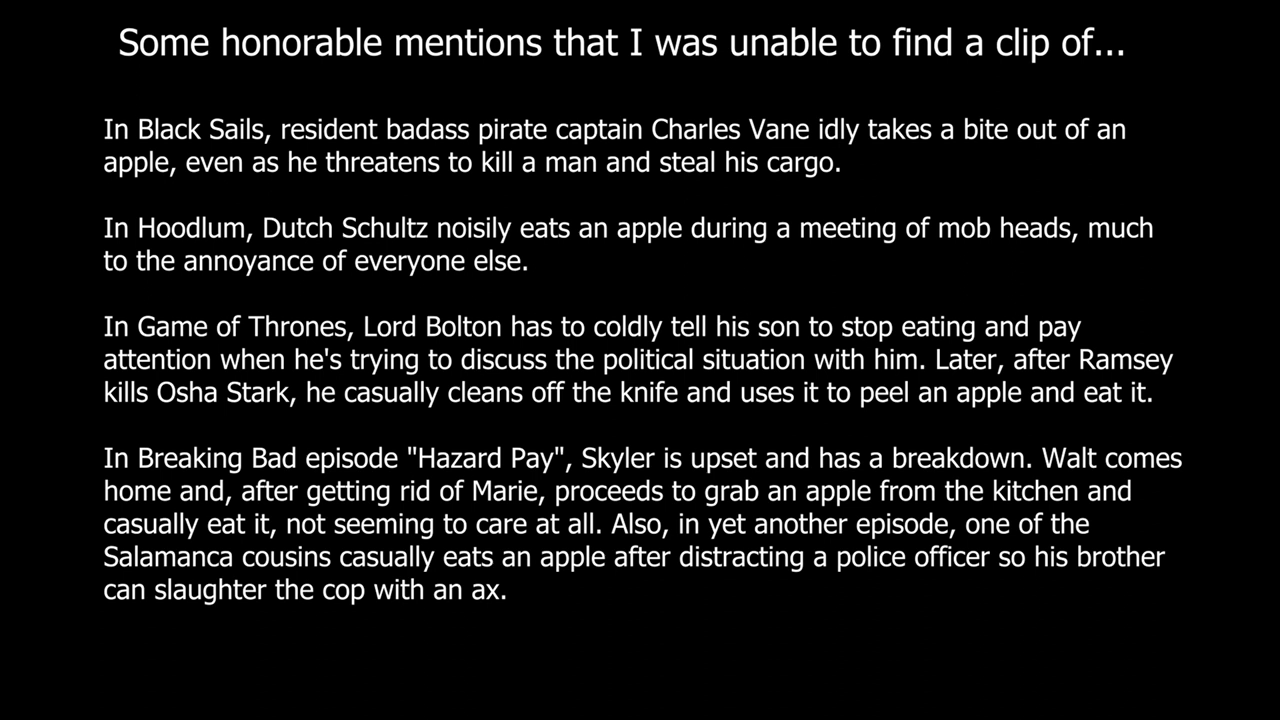 Some honorable mentions that I was unable to find a clip of...
In Black Sails, resident badass pirate captain Charles Vane idly takes a bite out of an
apple, even as he threatens to kill a man and steal his cargo.
In Hoodlum, Dutch Schultz noisily eats an apple during a meeting of mob heads, much
to the annoyance of everyone else.
In Game of Thrones, Lord Bolton has to coldly tell his son to stop eating and pay
attention when he's trying to discuss the political situation with him. Later, after Ramsey
kills Osha Stark, he casually cleans off the knife and uses it to peel an apple and eat it.
In Breaking Bad episode "Hazard Pay", Skyler is upset and has a breakdown. Walt comes
home and, after getting rid of Marie, proceeds to grab an apple from the kitchen and
casually eat it, not seeming to care at all. Also, in yet another episode, one of the
Salamanca cousins casually eats an apple after distracting a police officer so his brother
can slaughter the cop with an ax.